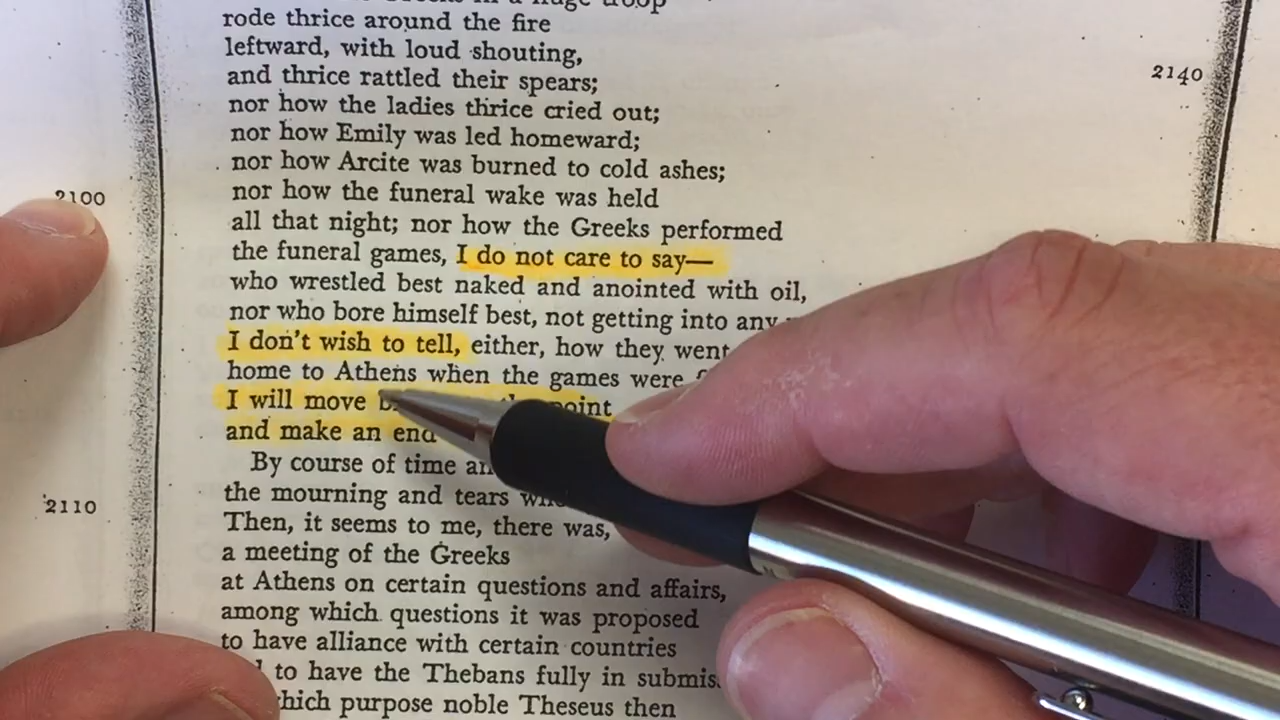 rode thrice around the fire
leftward, with loud shouting,
2140
and thrice rattled their spears;
nor how the ladies thrice cried out;
nor how Emily was led homeward;
nor how Arcite was burned to cold ashes;
2100
nor how the funeral wake was held
all that night; nor how the Greeks performed
the funeral games, I do not care to say—
who wrestled best naked and anointed with oil,
nor who bore himself best, not getting into any
I don't wish to tell, either, how they went
home to Athens when the games were
I will move point
and make an end
By course of time
2110
the mourning and tears
Then, it seems to me, there was,
a meeting of the Greeks
at Athens on certain questions and affairs,
among which questions it was proposed
to have alliance with certain countries
to have the Thebans fully in
which purpose noble Theseus then